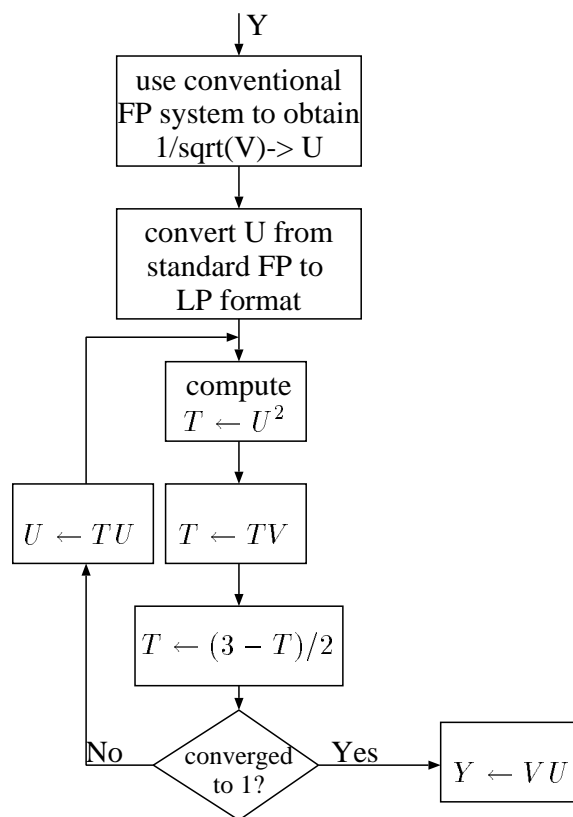 Y
use conventional
FP system to obtain
1/sqrt(V)-> U
convert U from
standard FP to
LP format
compute
T ← U²
U ← TU
T ← TV
T ← (3 − T)/2
No
converged
to 1?
Yes
Y ← VU